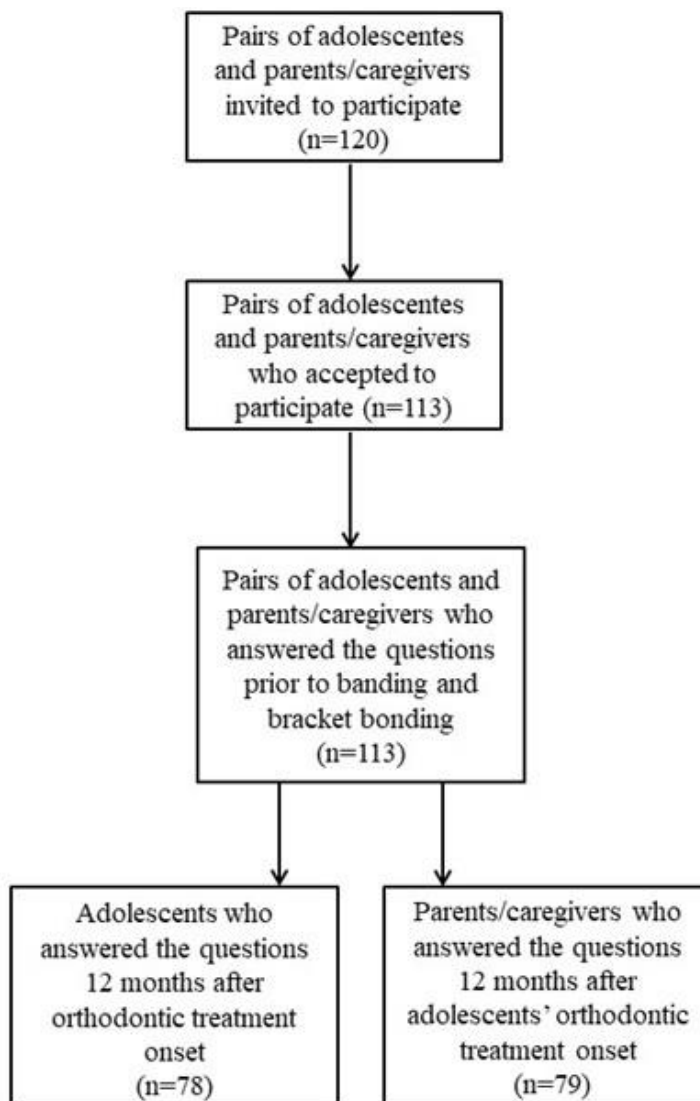 Pairs of adolescentes
and parents/caregivers
invited to participate
(n=120)
Pairs of adolescentes
and parents/caregivers
who accepted to
participate (n=113)
Pairs of adolescents and
parents/caregivers who
answered the questions
prior to banding and
bracket bonding
(n=113)
Adolescents who
answered the questions
12 months after
orthodontic treatment
onset
(n=78)
Parents/caregivers who
answered the questions
12 months after
adolescents’ orthodontic
treatment onset
(n=79)